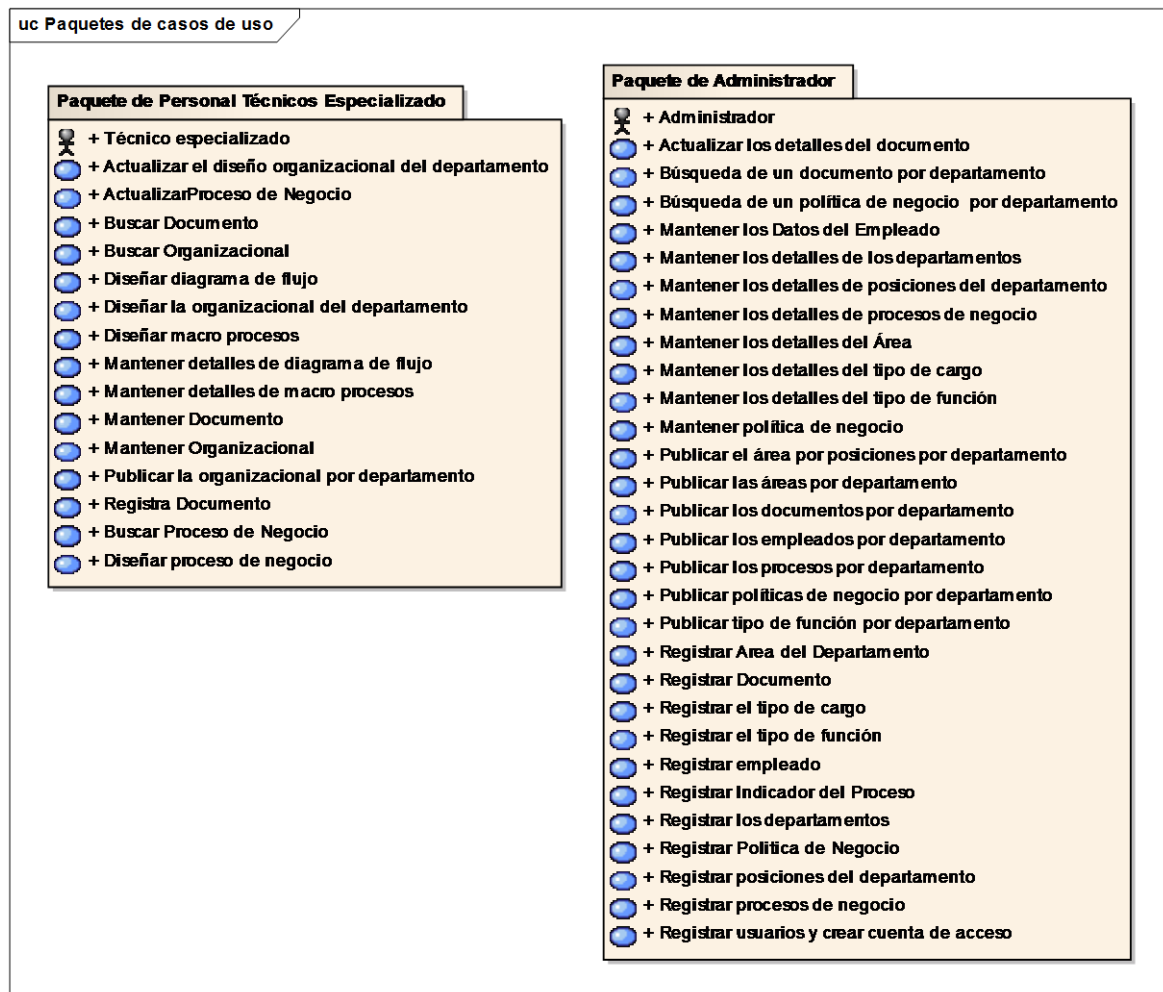 uc Paquetes de casos de uso
Paquete de Personal Técnicos Especializado
+ Técnico especializado
+ Actualizar el diseño organizacional del departamento
+ ActualizarProceso de Negocio
+ Buscar Documento
+ Buscar Organizacional
+ Diseñar diagrama de flujo
+ Diseñar la organizacional del departamento
+ Diseñar macro procesos
+ Mantener detalles de diagrama de flujo
+ Mantener detalles de macro procesos
+ Mantener Documento
+ Mantener Organizacional
+ Publicar la organizacional por departamento
+ Registra Documento
+ Buscar Proceso de Negocio
+ Diseñar proceso de negocio
Paquete de Administrador
+ Administrador
+ Actualizar los detalles del documento
+ Búsqueda de un documento por departamento
+ Búsqueda de un política de negocio por departamento
+ Mantener los Datos del Empleado
+ Mantener los detalles de los departamentos
+ Mantener los detalles de posiciones del departamento
+ Mantener los detalles de procesos de negocio
+ Mantener los detalles del Área
+ Mantener los detalles del tipo de cargo
+ Mantener los detalles del tipo de función
+ Mantener política de negocio
+ Publicar el área por posiciones por departamento
+ Publicar las áreas por departamento
+ Publicar los documentos por departamento
+ Publicar los empleados por departamento
+ Publicar los procesos por departamento
+ Publicar políticas de negocio por departamento
+ Publicar tipo de función por departamento
+ Registrar Area del Departamento
+ Registrar Documento
+ Registrar el tipo de cargo
+ Registrar el tipo de función
+ Registrar empleado
+ Registrar Indicador del Proceso
+ Registrar los departamentos
+ Registrar Politica de Negocio
+ Registrar posiciones del departamento
+ Registrar procesos de negocio
+ Registrar usuarios y crear cuenta de acceso